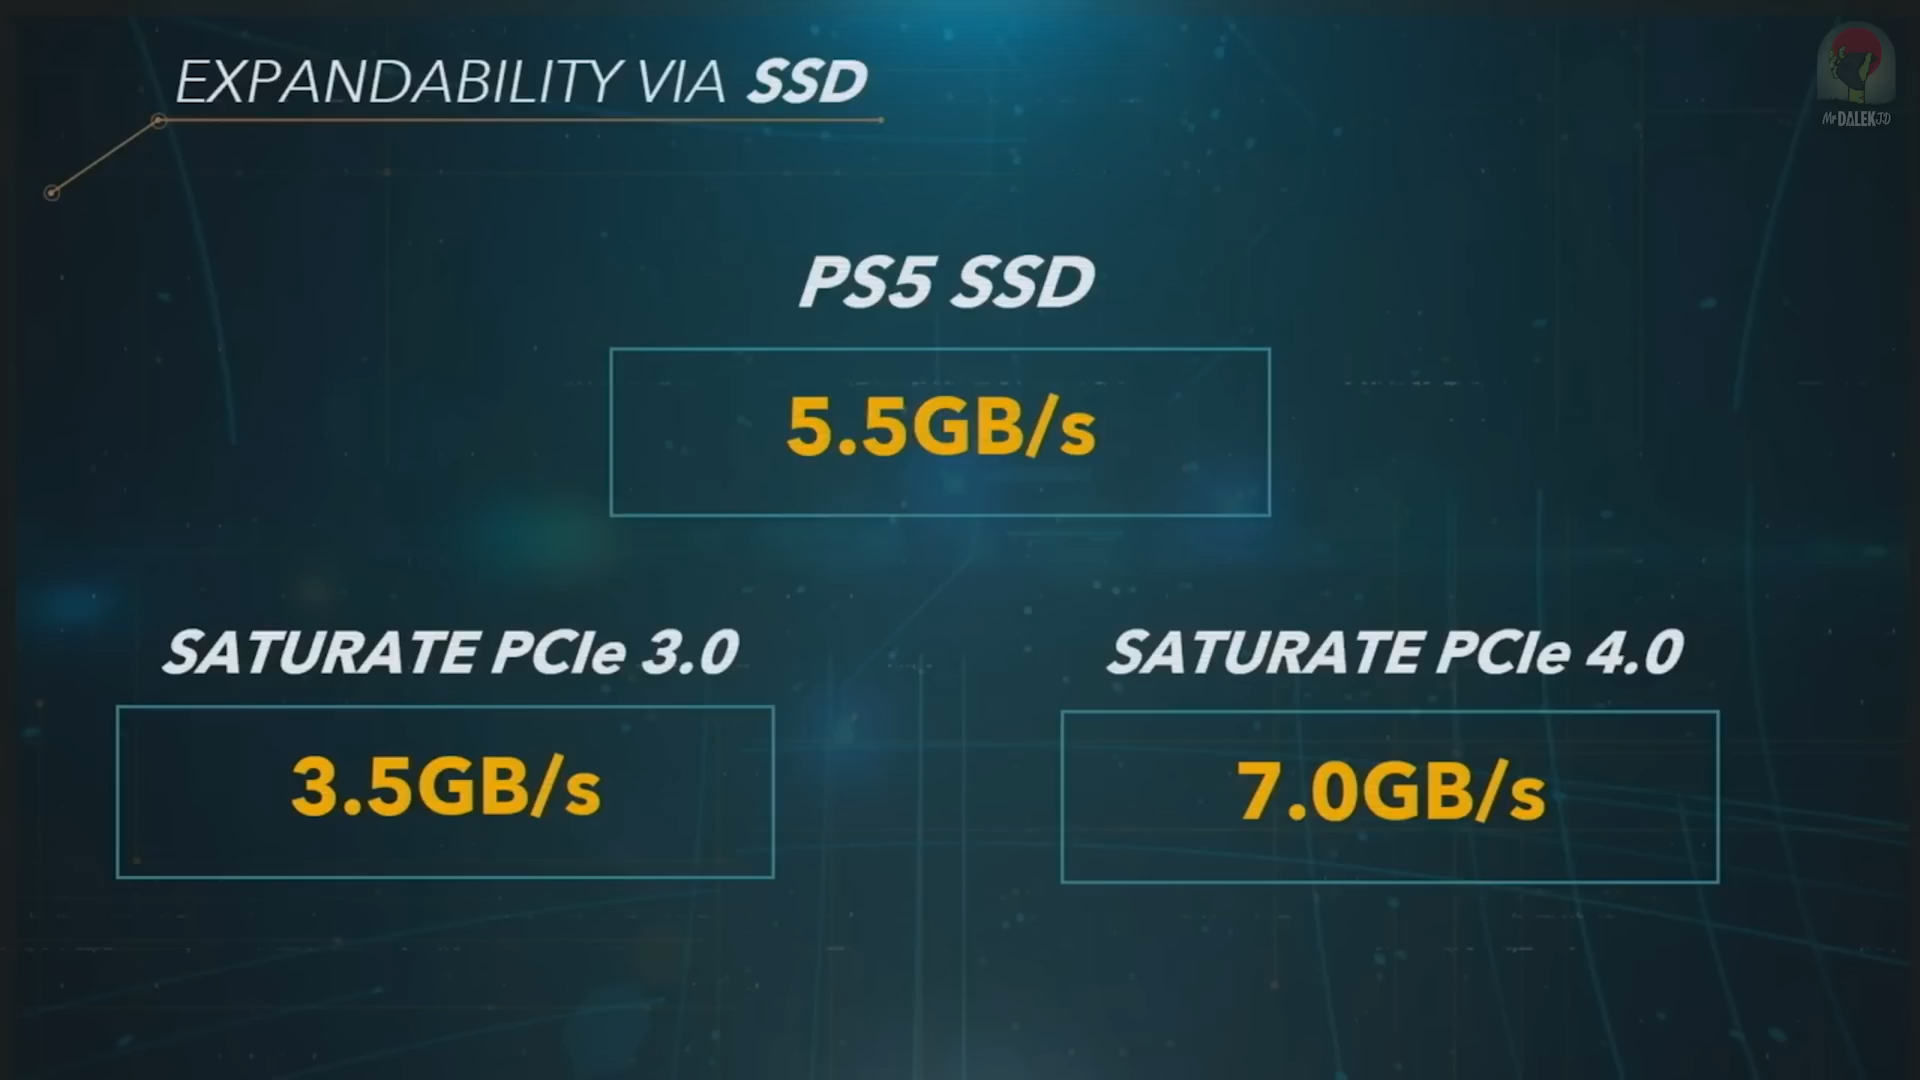 EXPANDABILITY VIA SSD
MrDALEKJD
PS5 SSD
5.5GB/s
SATURATE PCIe 3.0
SATURATE PCIe 4.0
3.5GB/s
7.0GB/s